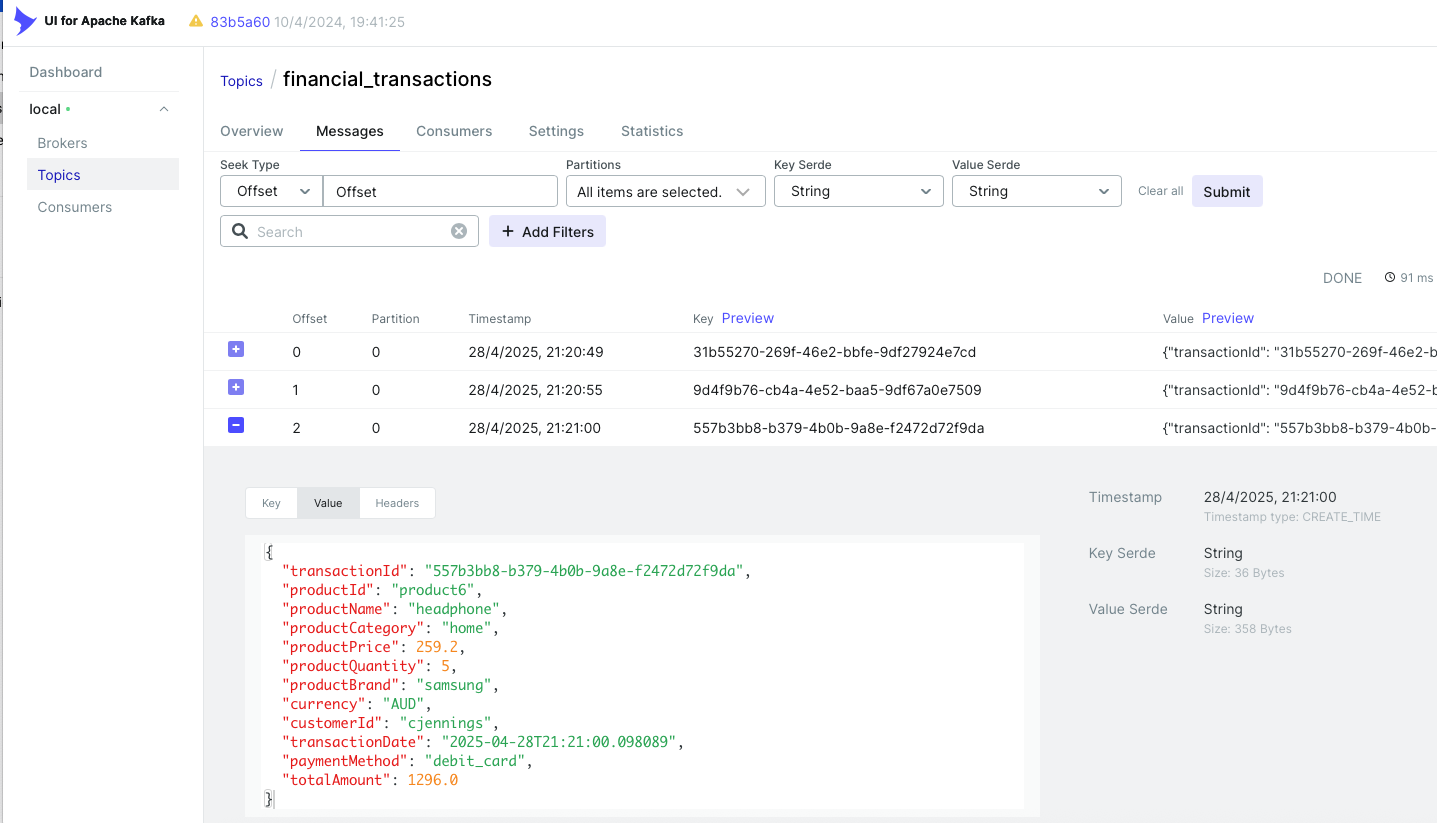 UI for Apache Kafka
83b5a60 10/4/2024, 19:41:25
Dashboard
local
Brokers
Topics
Consumers
Topics / financial_transactions
Overview Messages Consumers Settings Statistics
Seek Type Partitions Key Serde Value Serde
Offset Offset All items are selected. String String Clear all Submit
Search + Add Filters
DONE 91 ms
Offset Partition Timestamp Key Preview Value Preview
0 0 28/4/2025, 21:20:49 31b55270-269f-46e2-bbfe-9df27924e7cd {"transactionId": "31b55270-269f-46e2-b
1 0 28/4/2025, 21:20:55 9d4f9b76-cb4a-4e52-baa5-9df67a0e7509 {"transactionId": "9d4f9b76-cb4a-4e52-b
2 0 28/4/2025, 21:21:00 557b3bb8-b379-4b0b-9a8e-f2472d72f9da {"transactionId": "557b3bb8-b379-4b0b-
Key Value Headers
{
"transactionId": "557b3bb8-b379-4b0b-9a8e-f2472d72f9da",
"productId": "product6",
"productName": "headphone",
"productCategory": "home",
"productPrice": 259.2,
"productQuantity": 5,
"productBrand": "samsung",
"currency": "AUD",
"customerId": "cjennings",
"transactionDate": "2025-04-28T21:21:00.098089",
"paymentMethod": "debit_card",
"totalAmount": 1296.0
}
Timestamp 28/4/2025, 21:21:00
Timestamp type: CREATE_TIME
Key Serde String
Size: 36 Bytes
Value Serde String
Size: 358 Bytes